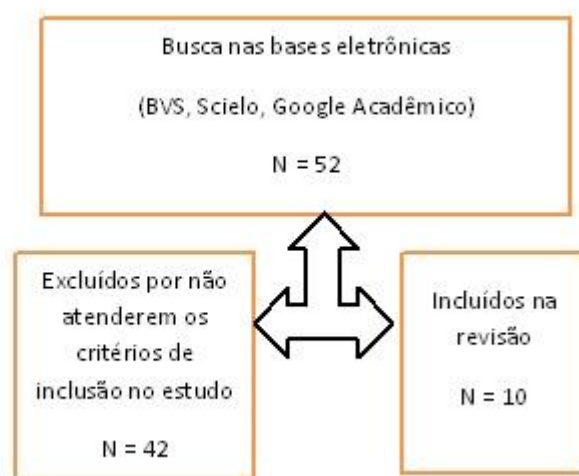 Busca nas bases eletrônicas
(BVS, Scielo, Google Acadêmico)
N = 52
Excluídos por não
atenderem os
critérios de
inclusão no estudo
N = 42
Incluídos na
revisão
N = 10